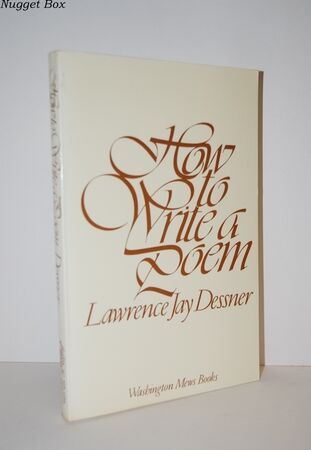 Nugget Box
How
to
Write a
Poem
Lawrence Jay Dessner
Washington Mews Books